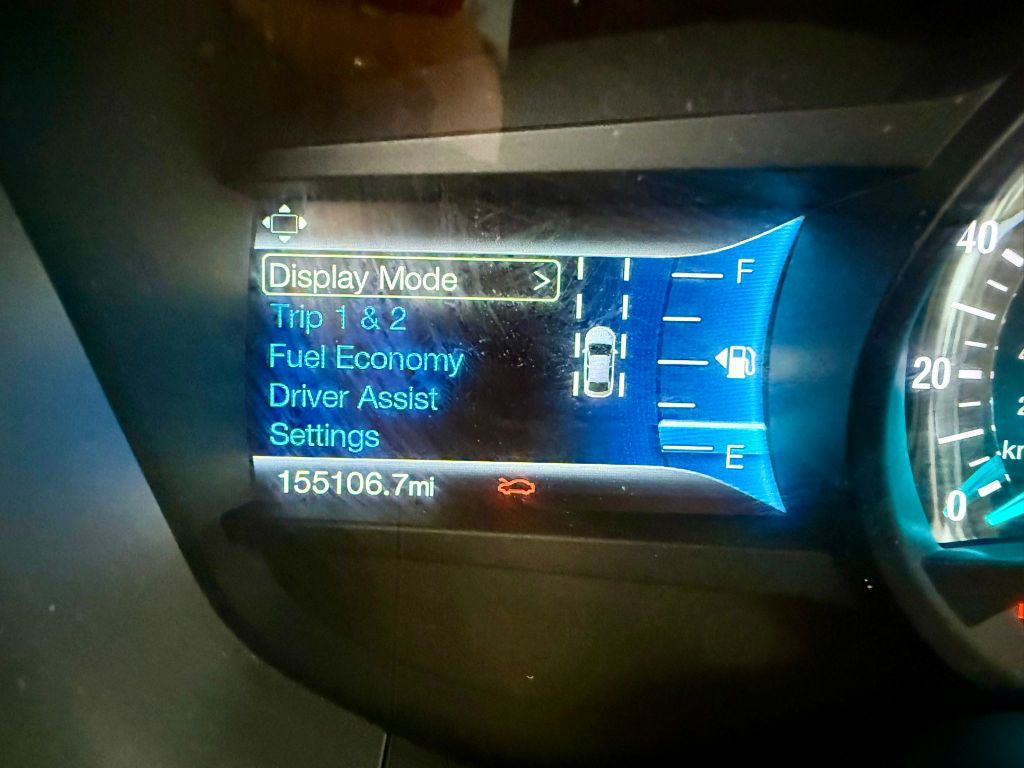 Display Mode >
Trip 1 & 2
Fuel Economy
Driver Assist
Settings
155106.7mi
F
E
40
20
0